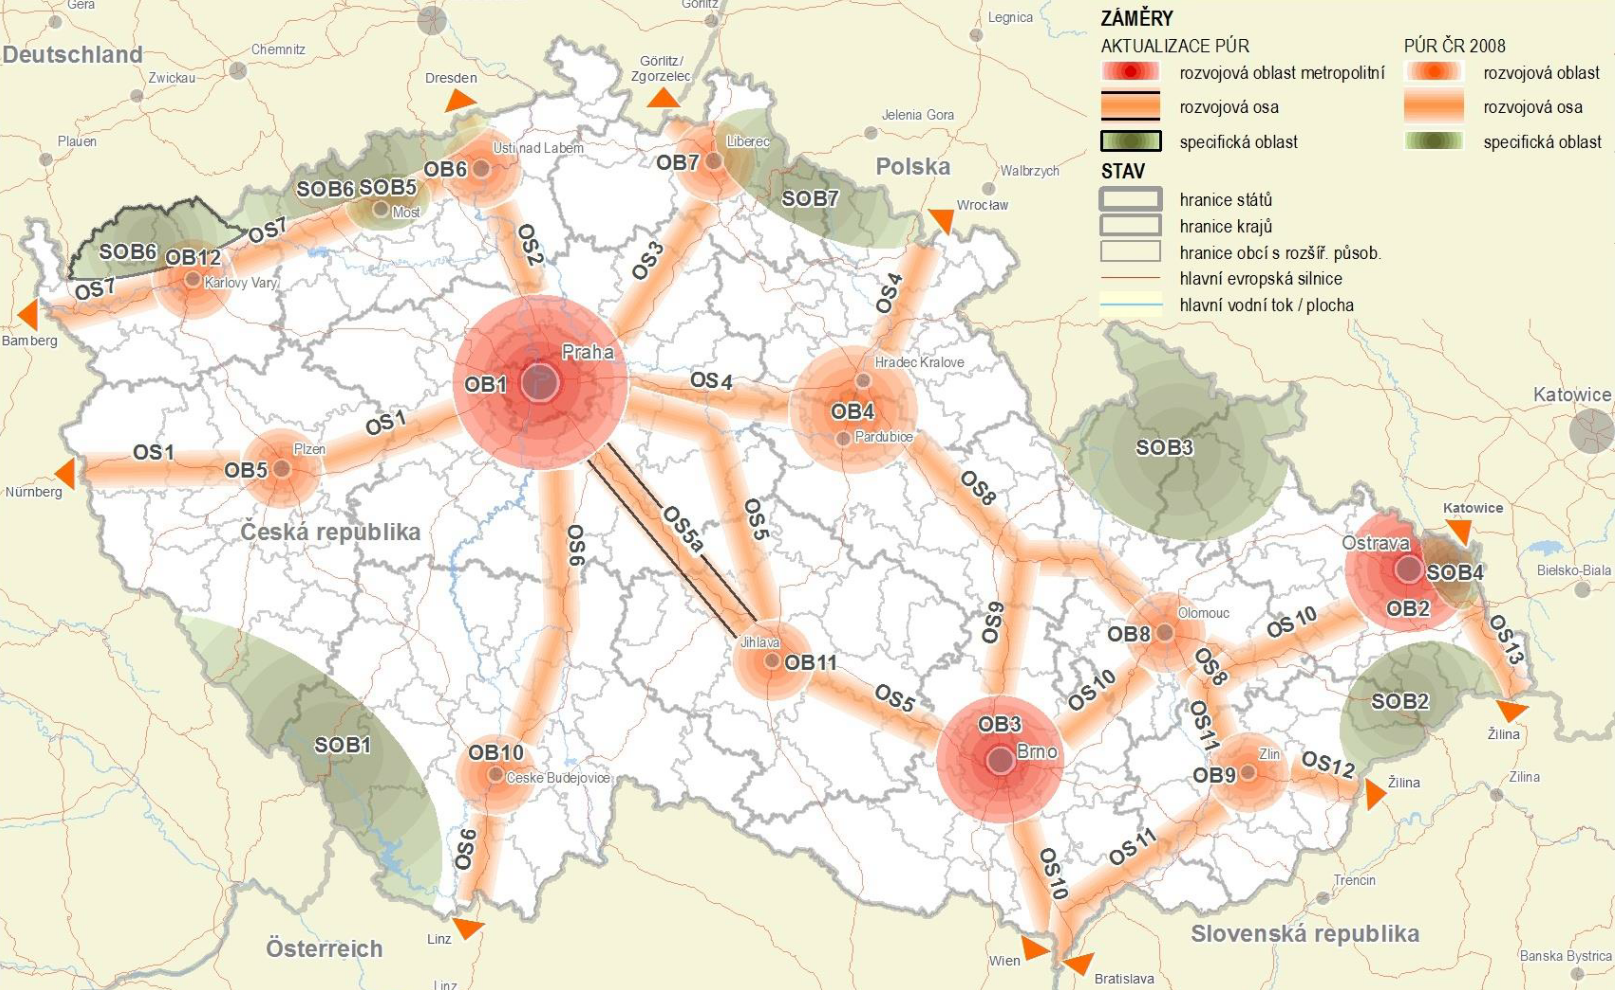 Gera
Görlitz
Legnica
Deutschland
Chemnitz
Zwickau
Dresden
Görlitz/
Zgorzelec
Jelenia Gora
Plauen
Usti nad Labem
OB6
OB7
Liberec
Polska
Walbrzych
SOB6
SOB5
Most
SOB7
Wrocław
OS7
SOB6
OB12
Karlovy Vary
OS2
OS3
OS4
OS7
Bamberg
Praha
OB1
OS4
Hradec Kralove
OB4
Pardubice
OS1
OS1
OB5
Plzen
Nürnberg
Česká republika
SOB3
Katowice
OS8
OS5
OS5a
OS6
Katowice
Ostrava
SOB4
OB2
Bielsko-Biala
OS9
OB8
Olomouc
OS10
OS13
Jihlava
OB11
OS8
OS10
OS5
SOB2
OB3
Brno
OS11
Žilina
SOB1
OB10
Ceske Budejovice
OB9
Zlin
OS12
Žilina
Zilina
OS6
OS10
OS11
Trencin
Linz
Österreich
Slovenská republika
Wien
Bratislava
Banska Bystrica
Linz
ZÁMĚRY
AKTUALIZACE PÚR
PÚR ČR 2008
rozvojová oblast metropolitní
rozvojová oblast
rozvojová osa
rozvojová osa
specifická oblast
specifická oblast
STAV
hranice států
hranice krajů
hranice obcí s rozšíř. působ.
hlavní evropská silnice
hlavní vodní tok / plocha